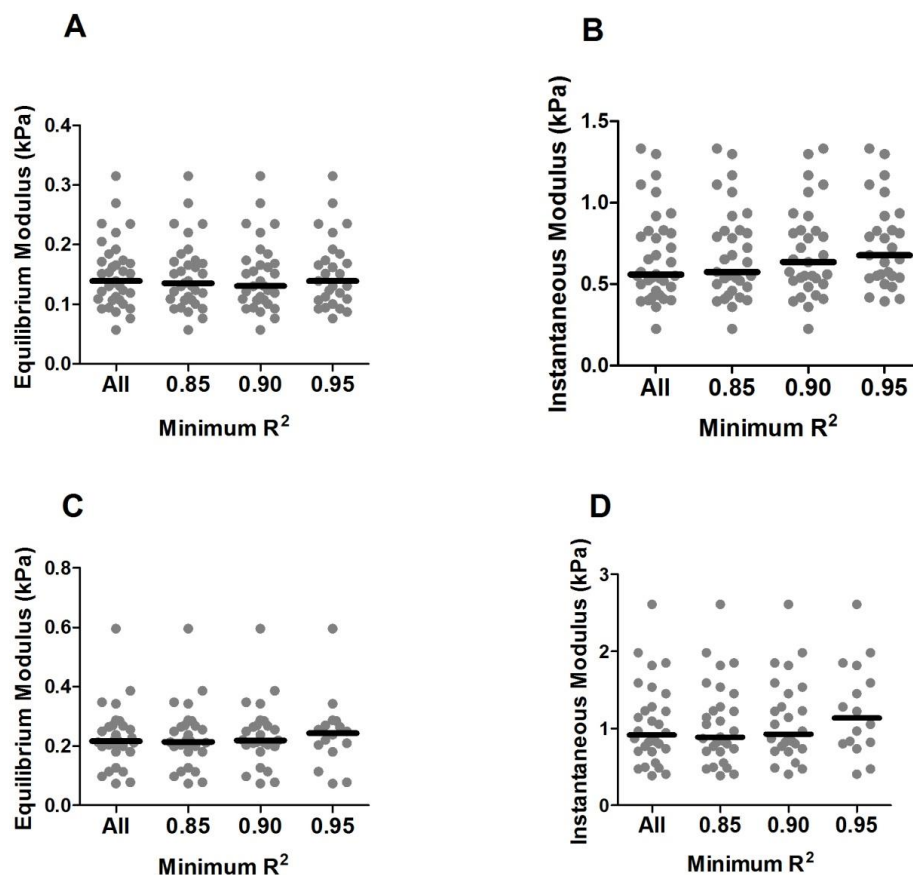 A
Equilibrium Modulus (kPa)
0.4
0.3
0.2
0.1
0.0
All 0.85 0.90 0.95
Minimum R²
B
Instantaneous Modulus (kPa)
1.5
1.0
0.5
0.0
All 0.85 0.90 0.95
Minimum R²
C
Equilibrium Modulus (kPa)
0.8
0.6
0.4
0.2
0.0
All 0.85 0.90 0.95
Minimum R²
D
Instantaneous Modulus (kPa)
3
2
1
0
All 0.85 0.90 0.95
Minimum R²